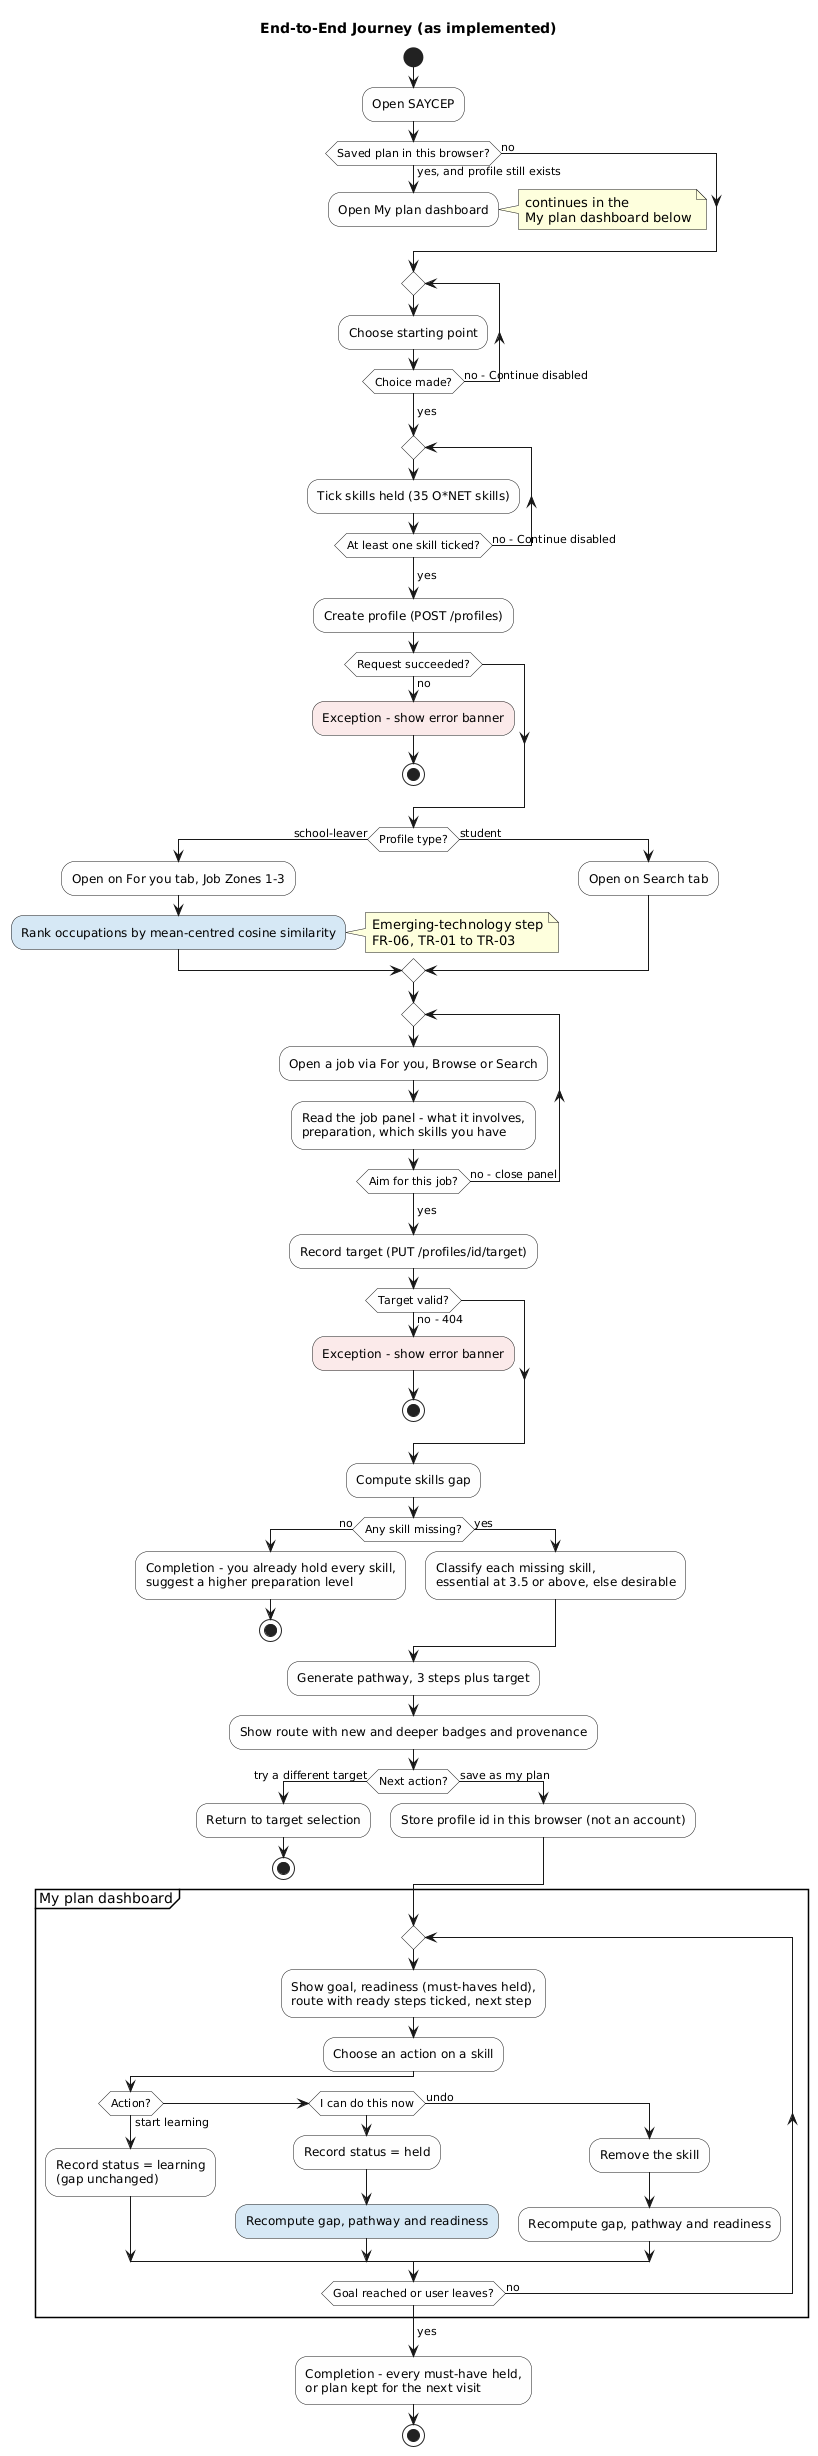 End-to-End Journey (as implemented)
Open SAYCEP
Saved plan in this browser?
no
yes, and profile still exists
Open My plan dashboard
continues in the
My plan dashboard below
Choose starting point
Choice made?
no - Continue disabled
yes
Tick skills held (35 O*NET skills)
At least one skill ticked?
no - Continue disabled
yes
Create profile (POST /profiles)
Request succeeded?
no
Exception - show error banner
school-leaver
Profile type?
student
Open on For you tab, Job Zones 1-3
Open on Search tab
Rank occupations by mean-centred cosine similarity
Emerging-technology step
FR-06, TR-01 to TR-03
Open a job via For you, Browse or Search
Read the job panel - what it involves,
preparation, which skills you have
Aim for this job?
no - close panel
yes
Record target (PUT /profiles/id/target)
Target valid?
no - 404
Exception - show error banner
Compute skills gap
no
Any skill missing?
yes
Completion - you already hold every skill,
suggest a higher preparation level
Classify each missing skill,
essential at 3.5 or above, else desirable
Generate pathway, 3 steps plus target
Show route with new and deeper badges and provenance
try a different target
Next action?
save as my plan
Return to target selection
Store profile id in this browser (not an account)
My plan dashboard
Show goal, readiness (must-haves held),
route with ready steps ticked, next step
Choose an action on a skill
Action?
start learning
I can do this now
undo
Record status = learning
(gap unchanged)
Record status = held
Remove the skill
Recompute gap, pathway and readiness
Recompute gap, pathway and readiness
Goal reached or user leaves?
no
yes
Completion - every must-have held,
or plan kept for the next visit